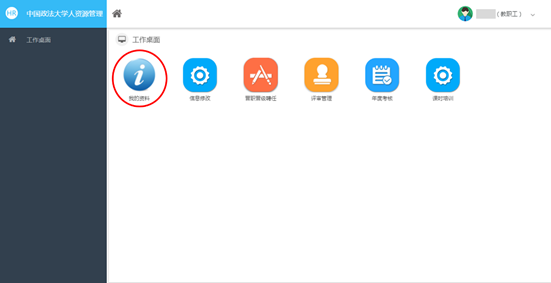 HR 中国政法大学人资源管理
（教职工）
工作桌面
工作桌面
我的资料 信息修改 晋职晋级聘任 评审管理 年度考核 课时培训